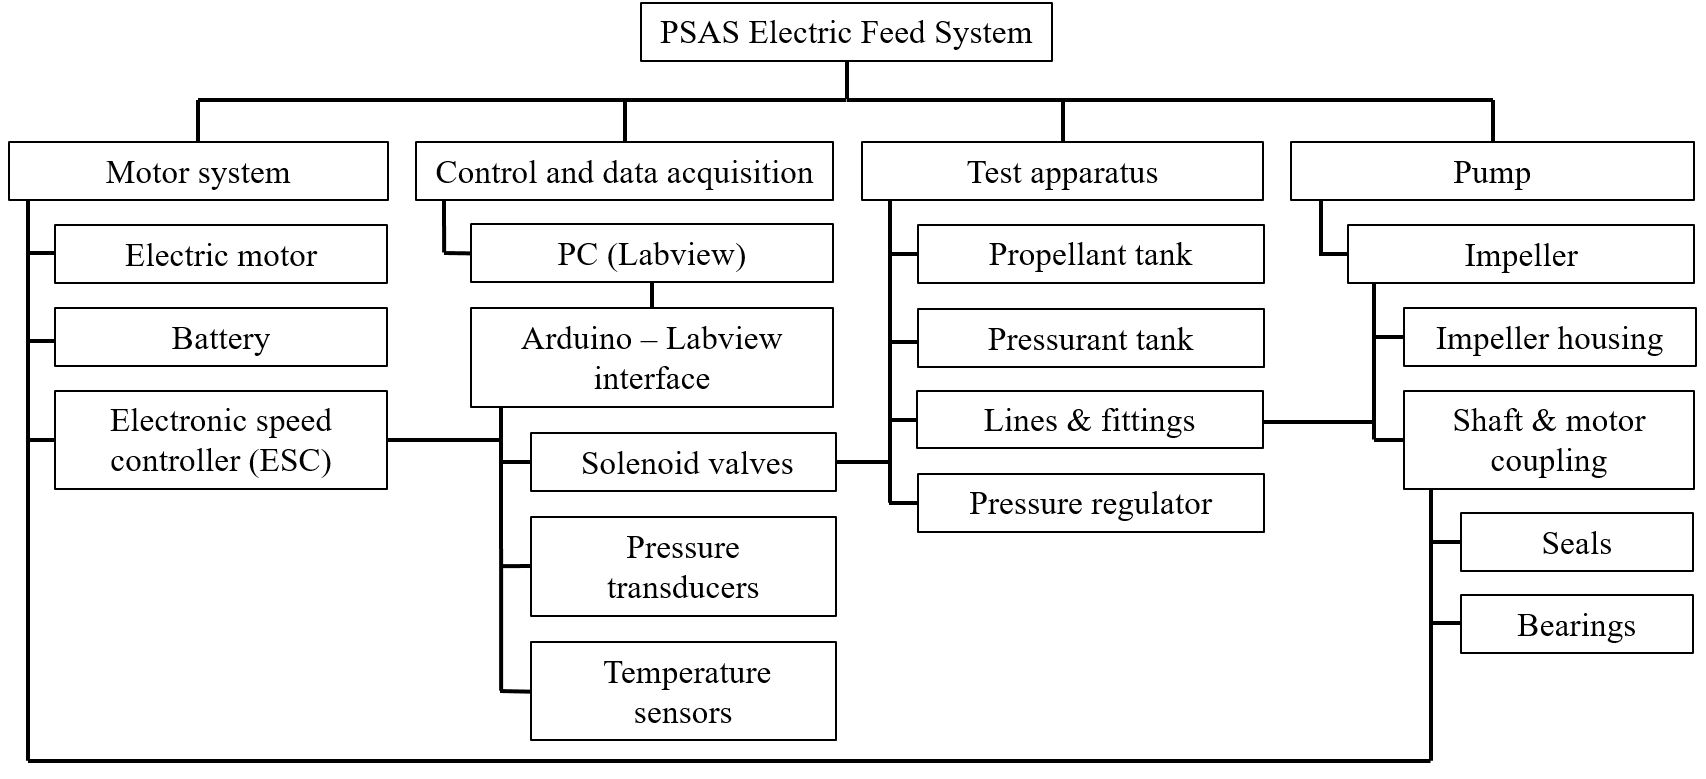 PSAS Electric Feed System
Motor system
Electric motor
Battery
Electronic speed
controller (ESC)
Control and data acquisition
PC (Labview)
Arduino – Labview
interface
Solenoid valves
Pressure
transducers
Temperature
sensors
Test apparatus
Propellant tank
Pressurant tank
Lines & fittings
Pressure regulator
Pump
Impeller
Impeller housing
Shaft & motor
coupling
Seals
Bearings